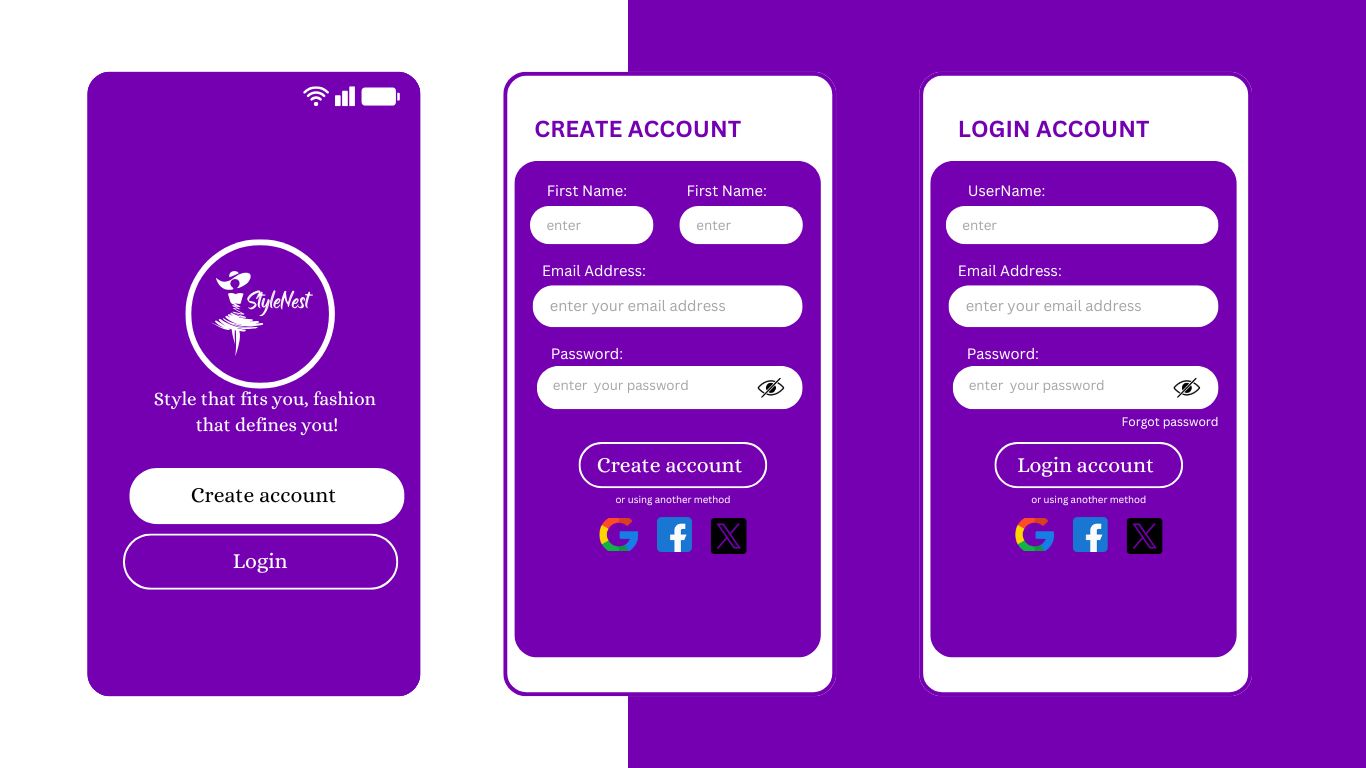 StyleNest
Style that fits you, fashion
that defines you!
Create account
Login
CREATE ACCOUNT
First Name: First Name:
enter enter
Email Address:
enter your email address
Password:
enter  your password
Create account
or using another method
LOGIN ACCOUNT
UserName:
enter
Email Address:
enter your email address
Password:
enter  your password
Forgot password
Login account
or using another method